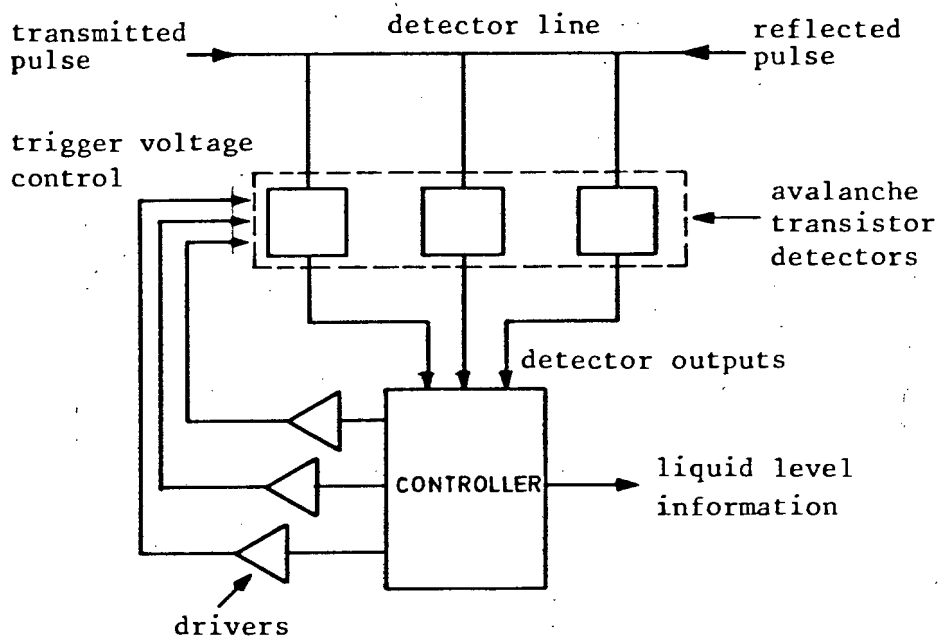 transmitted
pulse
detector line
reflected
pulse
trigger voltage
control
avalanche
transistor
detectors
detector outputs
CONTROLLER
liquid level
information
drivers